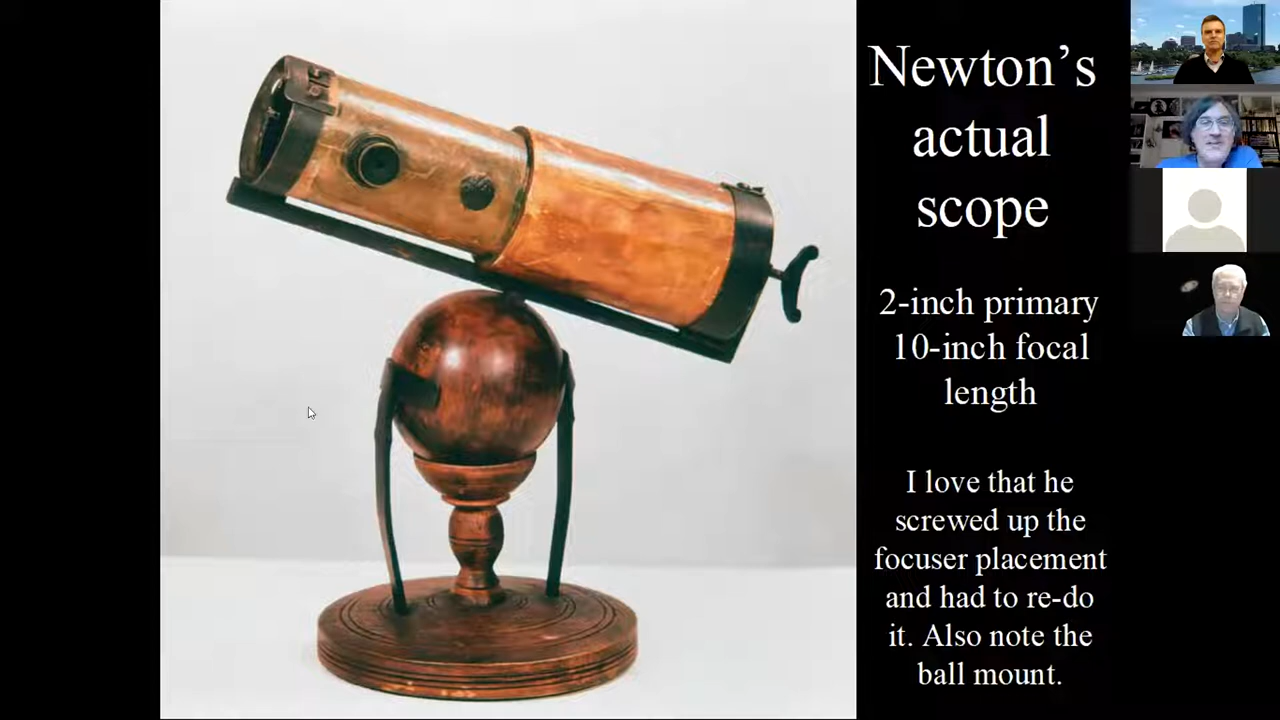 Newton's
actual
scope
2-inch primary
10-inch focal
length
I love that he
screwed up the
focuser placement
and had to re-do
it. Also note the
ball mount.